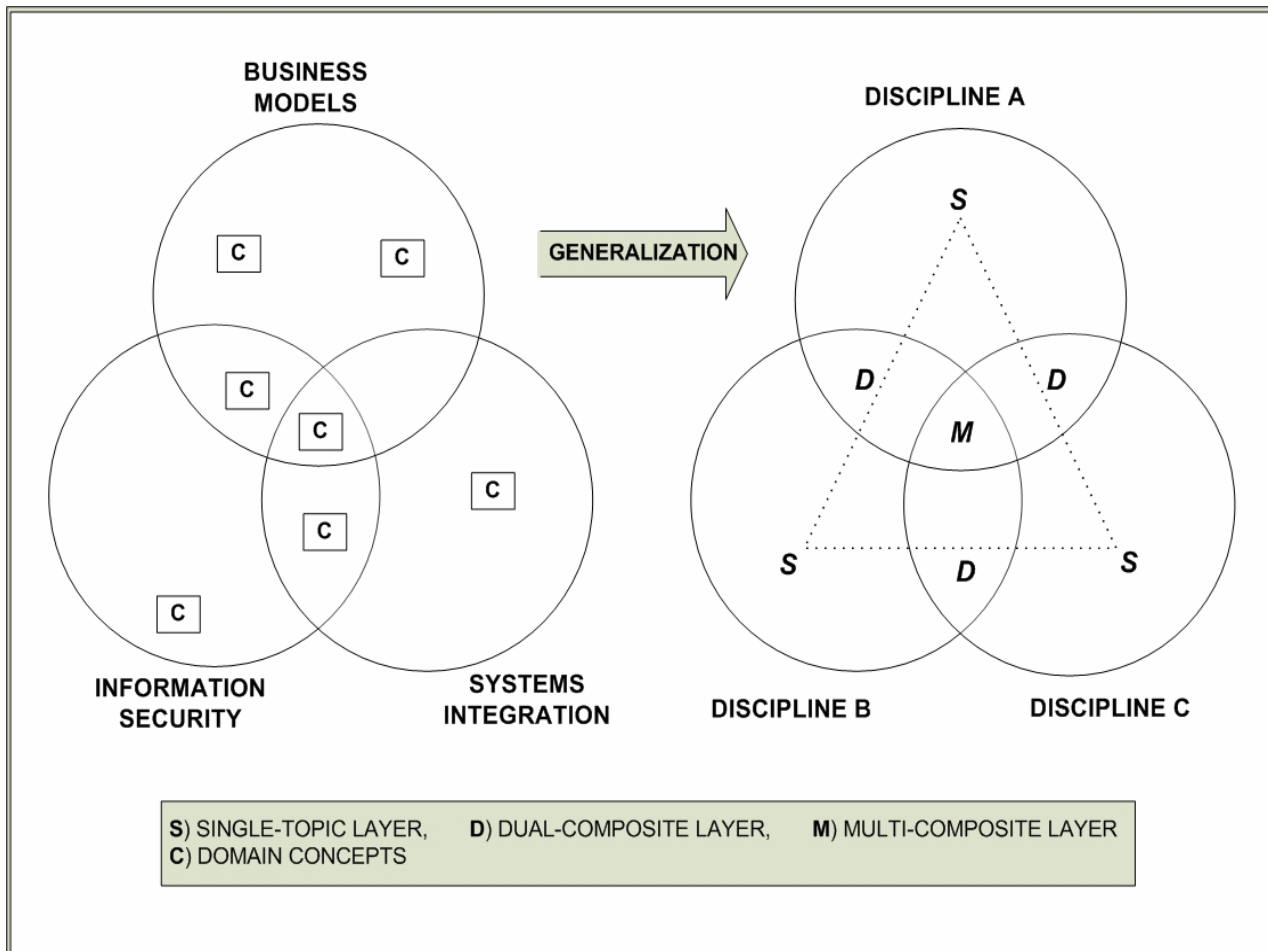 BUSINESS
MODELS
C
C
C
C
C
C
C
INFORMATION
SECURITY
SYSTEMS
INTEGRATION
GENERALIZATION
DISCIPLINE A
S
D
D
M
S
D
S
DISCIPLINE B
DISCIPLINE C
S) SINGLE-TOPIC LAYER, D) DUAL-COMPOSITE LAYER, M) MULTI-COMPOSITE LAYER
C) DOMAIN CONCEPTS